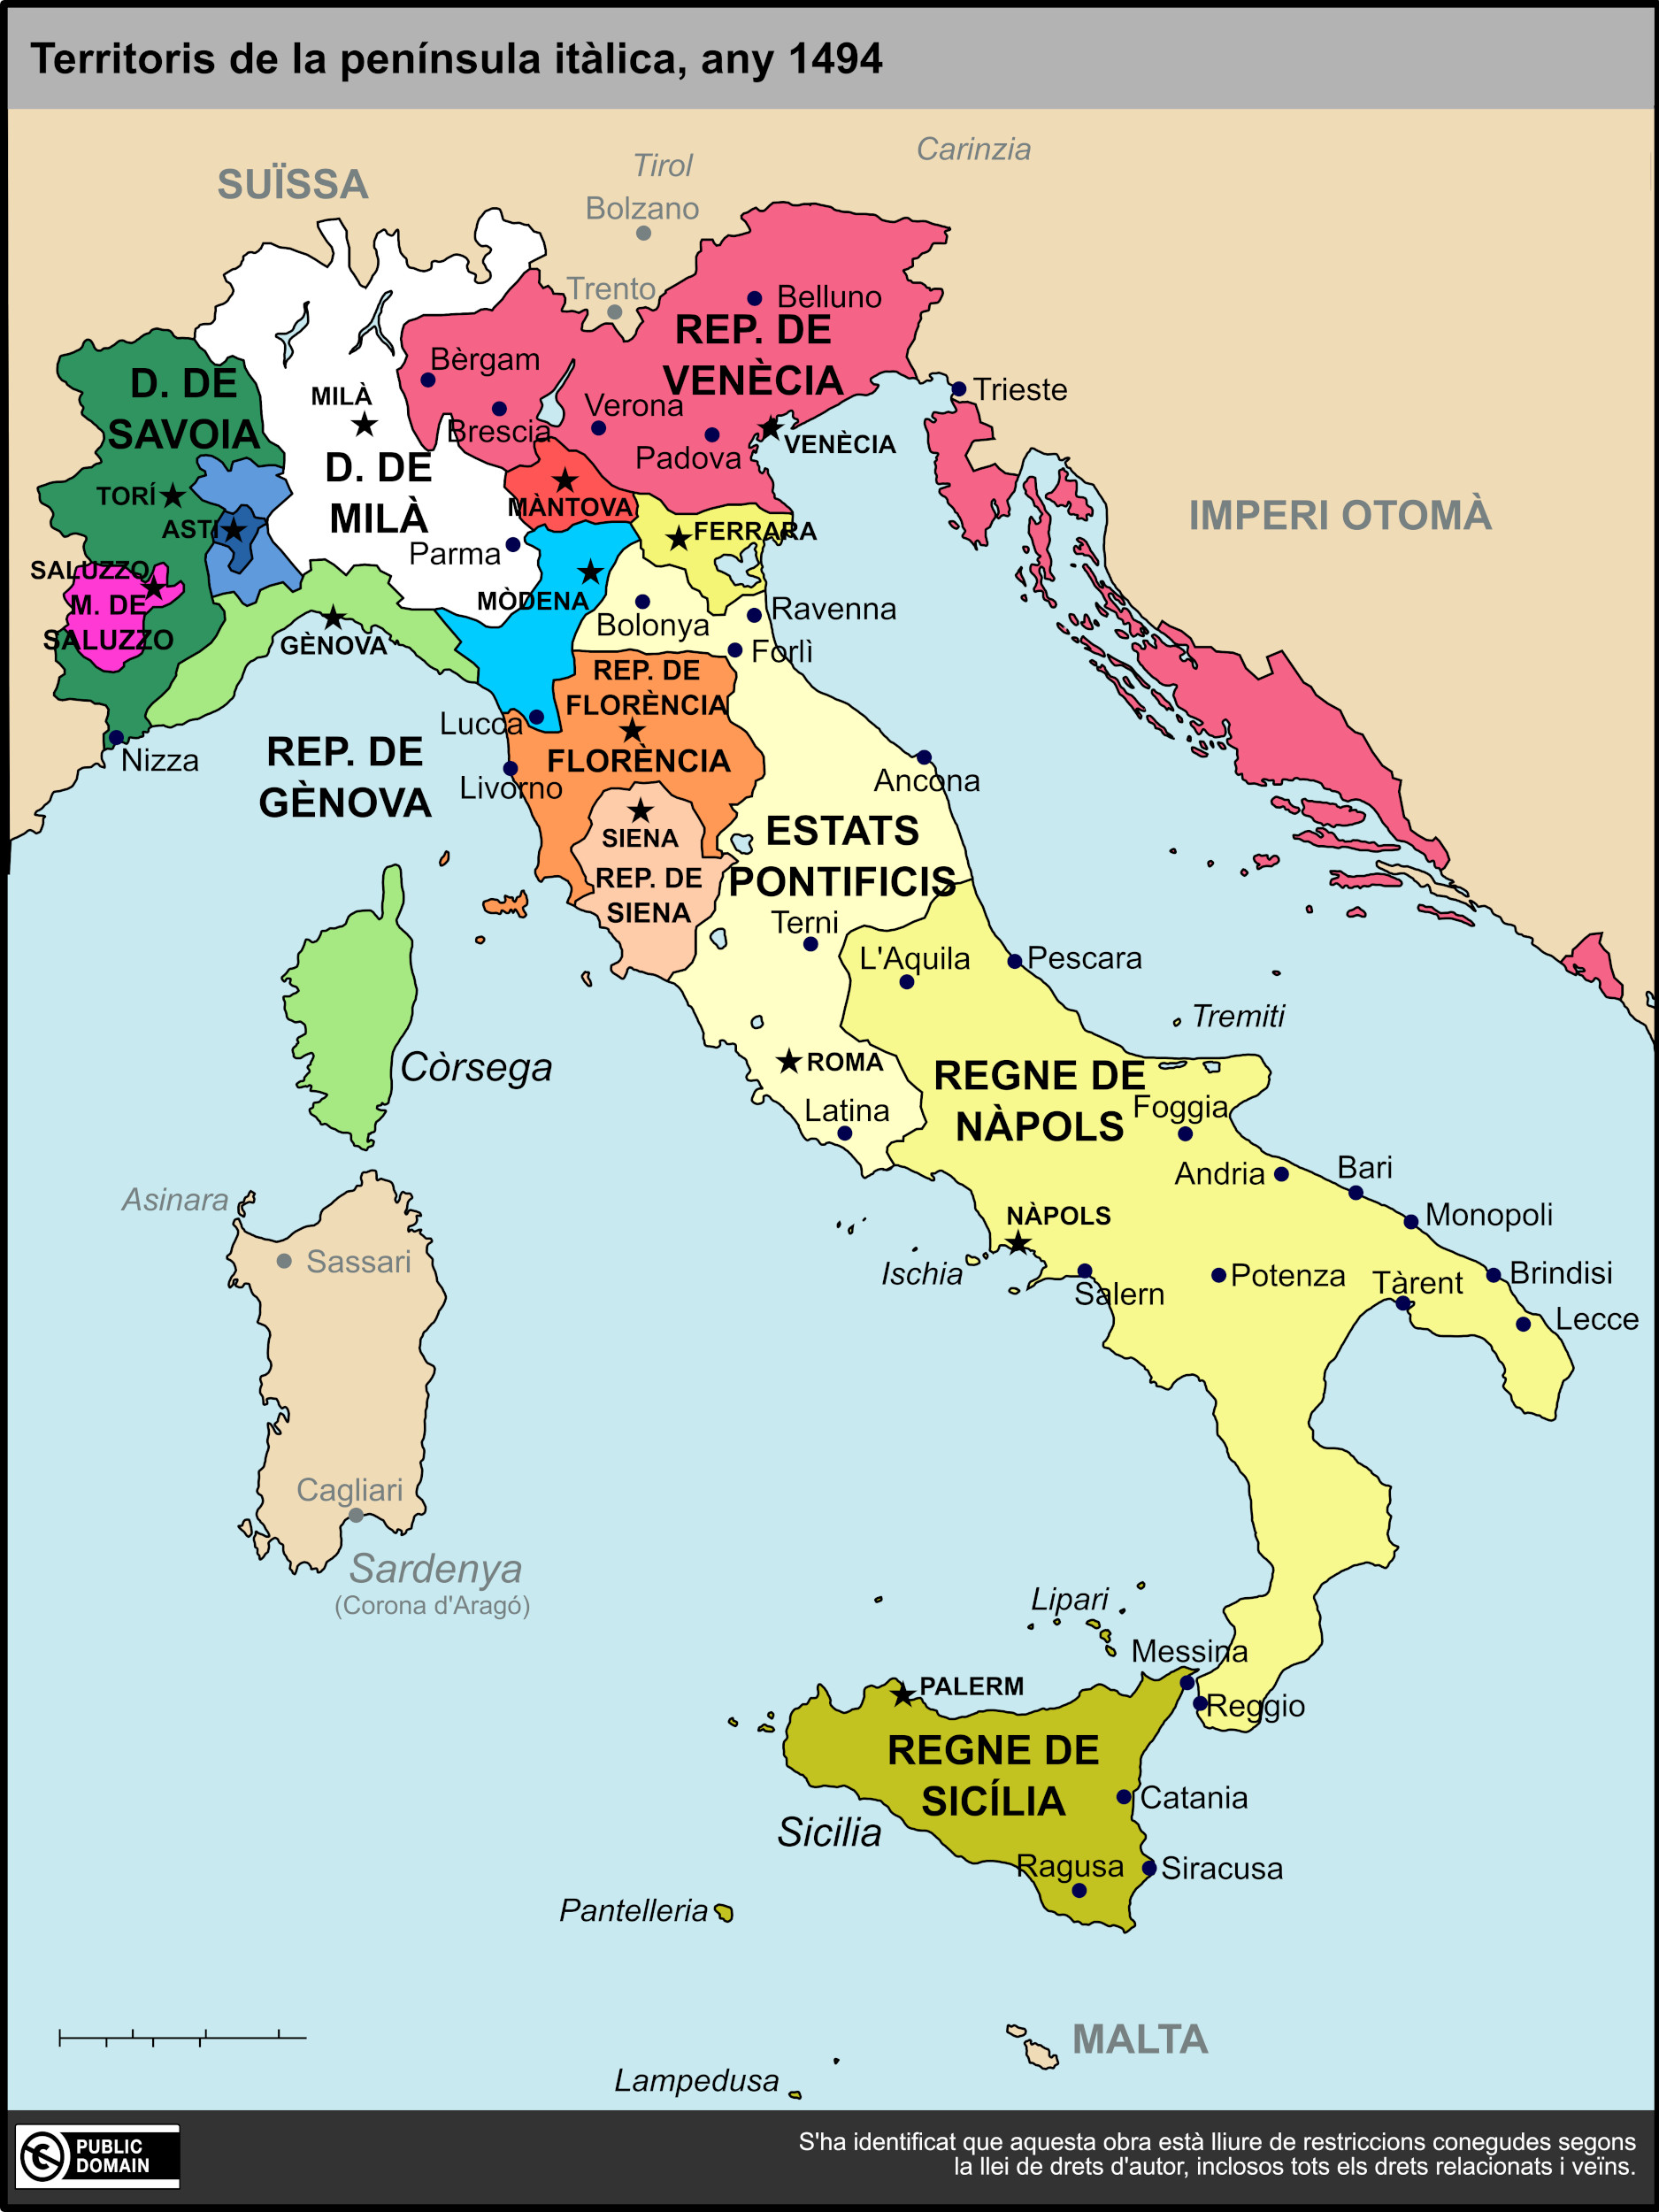 Territoris de la península itàlica, any 1494
Carinzia
Tirol
SUÏSSA
Bolzano
Trento
Belluno
REP. DE
VENÈCIA
Bèrgam
D. DE
SAVOIA
MILÀ
Trieste
Verona
Brescia
Padova
VENÈCIA
D. DE
MILÀ
TORÍ
MÀNTOVA
IMPERI OTOMÀ
ASTI
FERRARA
Parma
SALUZZO
M. DE
SALUZZO
MÒDENA
Ravenna
Bolonya
GÈNOVA
Forlì
REP. DE
FLORÈNCIA
Lucca
FLORÈNCIA
Nizza
REP. DE
GÈNOVA
Livorno
Ancona
SIENA
ESTATS
PONTIFICIS
REP. DE
SIENA
Terni
L'Aquila
Pescara
Tremiti
Còrsega
ROMA
REGNE DE
NÀPOLS
Latina
Foggia
Andria
Bari
Asinara
NÀPOLS
Monopoli
Sassari
Ischia
Salern
Potenza
Tàrent
Brindisi
Lecce
Cagliari
Sardenya
(Corona d'Aragó)
Lipari
Messina
PALERM
Reggio
REGNE DE
SICÍLIA
Catania
Sicilia
Ragusa
Siracusa
Pantelleria
MALTA
Lampedusa
PUBLIC
DOMAIN
S'ha identificat que aquesta obra està lliure de restriccions conegudes segons
la llei de drets d'autor, inclosos tots els drets relacionats i veïns.